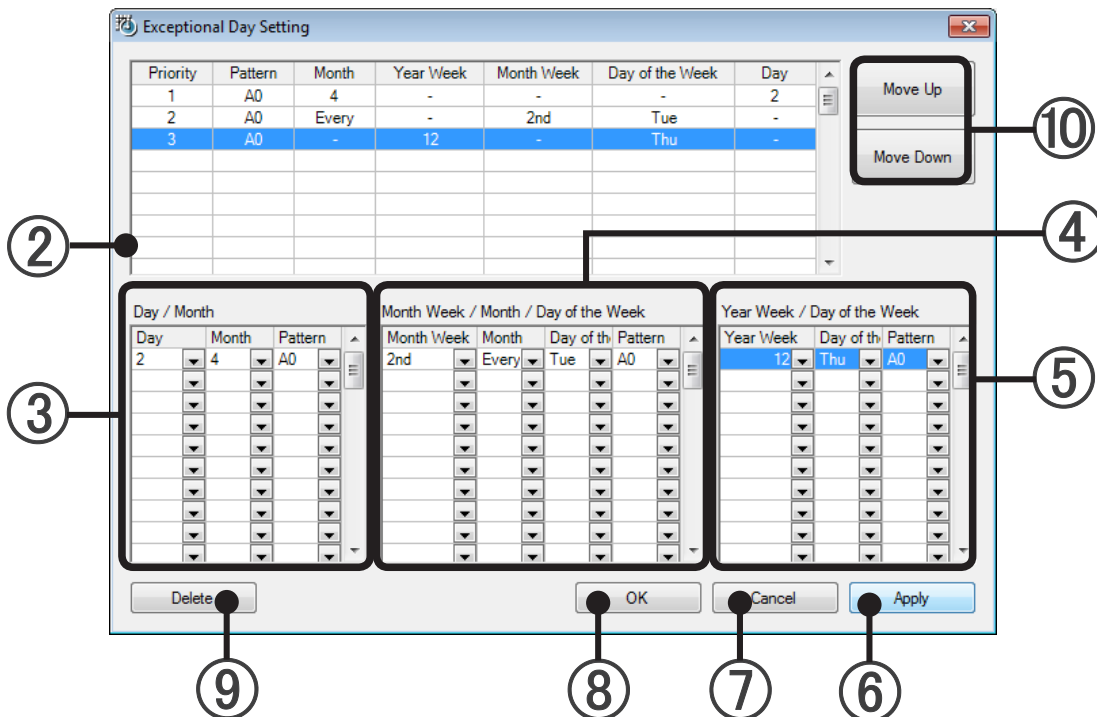 Exceptional Day Setting
Priority Pattern Month Year Week Month Week Day of the Week Day
1 A0 4 - - - 2
2 A0 Every - 2nd Tue -
3 A0 - 12 - Thu -
Move Up
Move Down
⑩
②
④
Day / Month
Day Month Pattern
2 4 A0
③
Month Week / Month / Day of the Week
Month Week Month Day of th Pattern
2nd Every Tue A0
Year Week / Day of the Week
Year Week Day of th Pattern
12 Thu A0
⑤
Delete OK Cancel Apply
⑨ ⑧ ⑦ ⑥